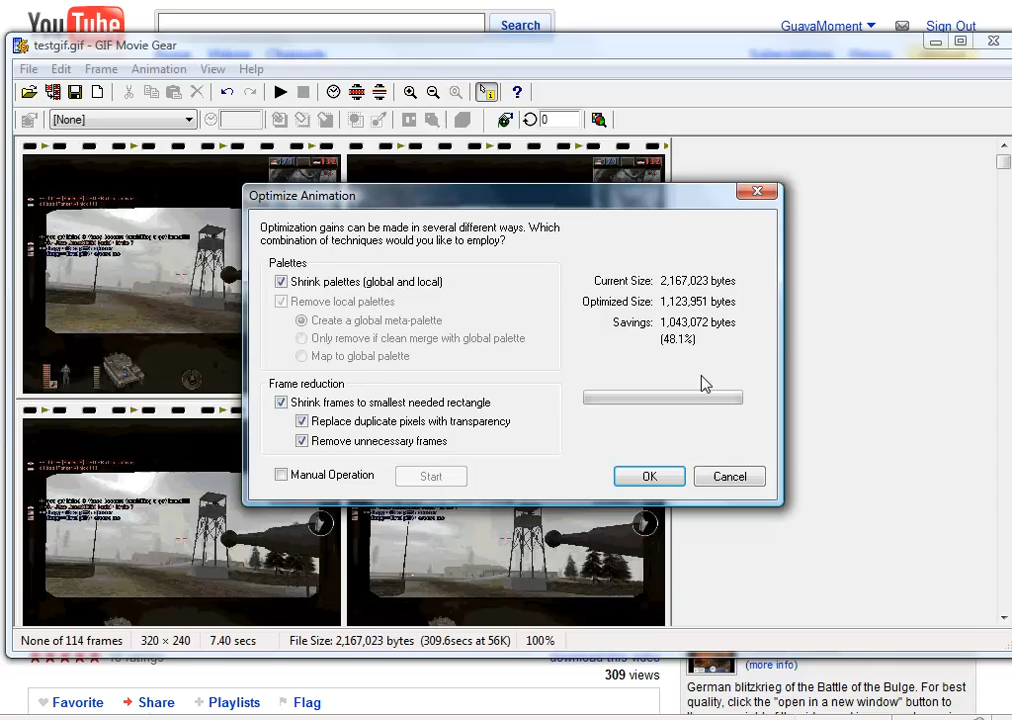 YouTube
Search
GuavaMoment
Sign Out
testgif.gif - GIF Movie Gear
File Edit Frame Animation View Help
[None]
0
Optimize Animation
Optimization gains can be made in several different ways. Which
combination of techniques would you like to employ?
Palettes
Shrink palettes (global and local)
Remove local palettes
Create a global meta-palette
Only remove if clean merge with global palette
Map to global palette
Current Size: 2,167,023 bytes
Optimized Size: 1,123,951 bytes
Savings: 1,043,072 bytes
(48.1%)
Frame reduction
Shrink frames to smallest needed rectangle
Replace duplicate pixels with transparency
Remove unnecessary frames
Manual Operation
Start
OK
Cancel
None of 114 frames 320 × 240 7.40 secs File Size: 2,167,023 bytes (309.6secs at 56K) 100%
309 views
(more info)
Favorite Share Playlists Flag
German blitzkrieg of the Battle of the Bulge. For best
quality, click the "open in a new window" button to